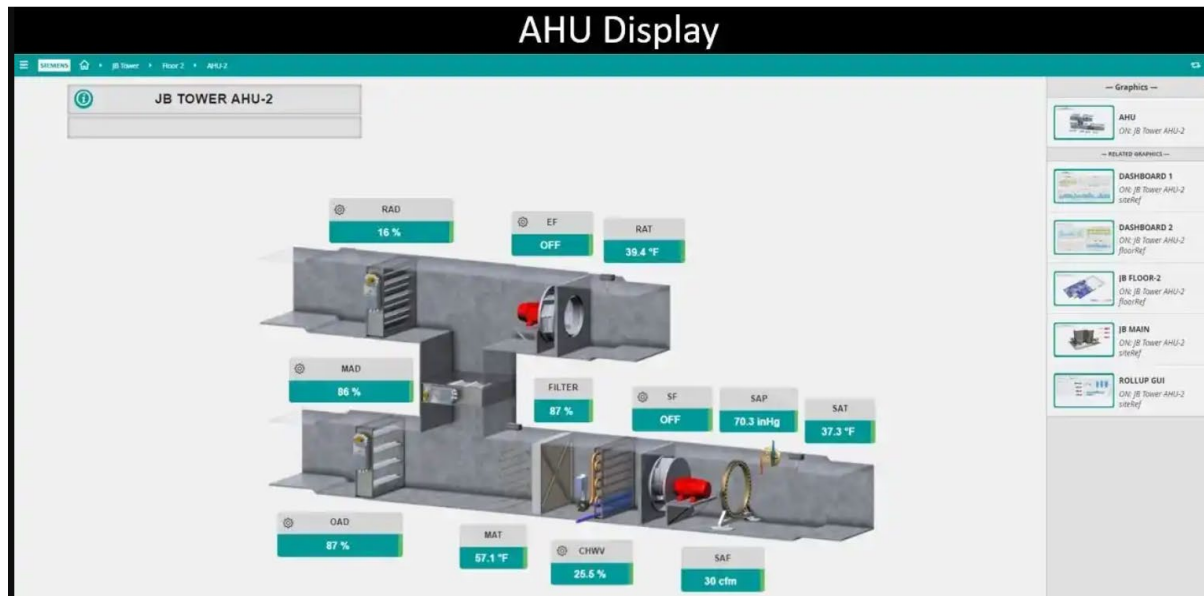 AHU Display
SIEMENS JB Tower Floor 2 AHU-2
JB TOWER AHU-2
RAD
16 %
EF
OFF
RAT
39.4 °F
MAD
86 %
FILTER
87 %
SF
OFF
SAP
70.3 inHg
SAT
37.3 °F
OAD
87 %
MAT
57.1 °F
CHWV
25.5 %
SAF
30 cfm
— Graphics —
AHU
ON: JB Tower AHU-2
— RELATED GRAPHICS —
DASHBOARD 1
ON: JB Tower AHU-2
siteRef
DASHBOARD 2
ON: JB Tower AHU-2
floorRef
JB FLOOR-2
ON: JB Tower AHU-2
floorRef
JB MAIN
ON: JB Tower AHU-2
siteRef
ROLLUP GUI
ON: JB Tower AHU-2
siteRef